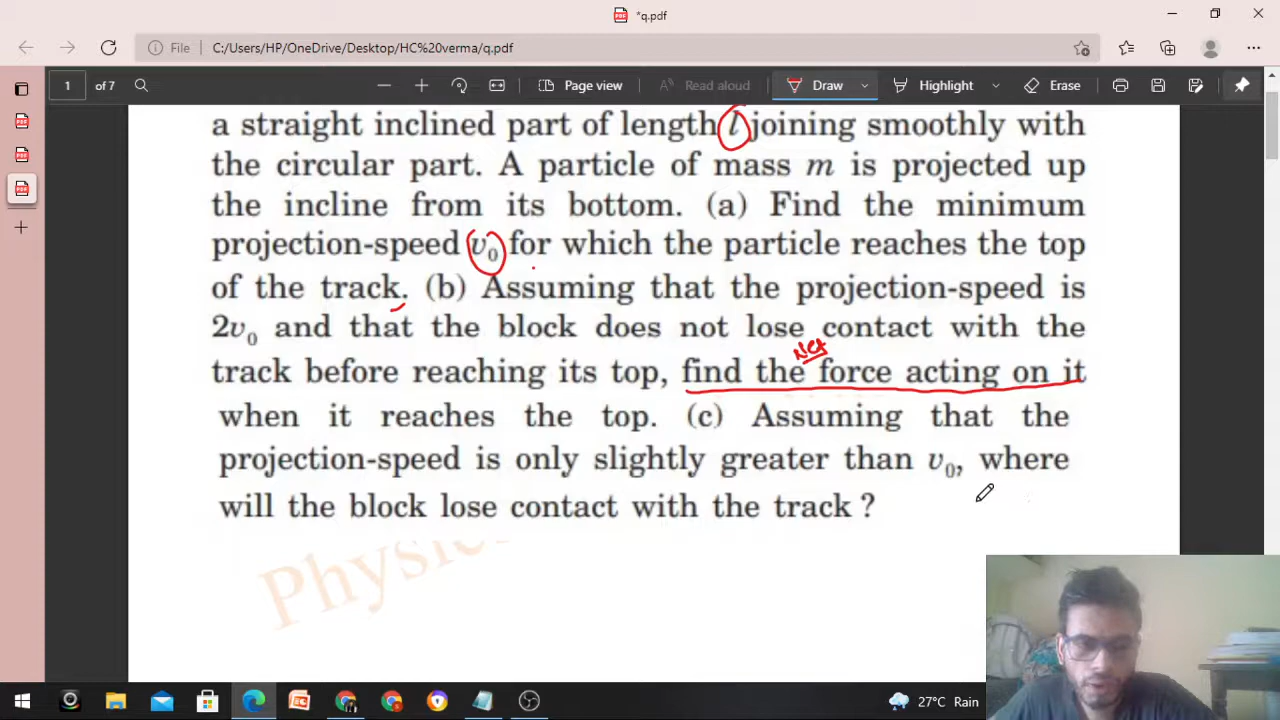 *q.pdf
File C:/Users/HP/OneDrive/Desktop/HC%20verma/q.pdf
1 of 7 Page view Read aloud Draw Highlight Erase
a straight inclined part of length l joining smoothly with
the circular part. A particle of mass m is projected up
the incline from its bottom. (a) Find the minimum
projection-speed v₀ for which the particle reaches the top
of the track. (b) Assuming that the projection-speed is
2v₀ and that the block does not lose contact with the
Net
track before reaching its top, find the force acting on it
when it reaches the top. (c) Assuming that the
projection-speed is only slightly greater than v₀, where
will the block lose contact with the track ?
Physic
27°C Rain